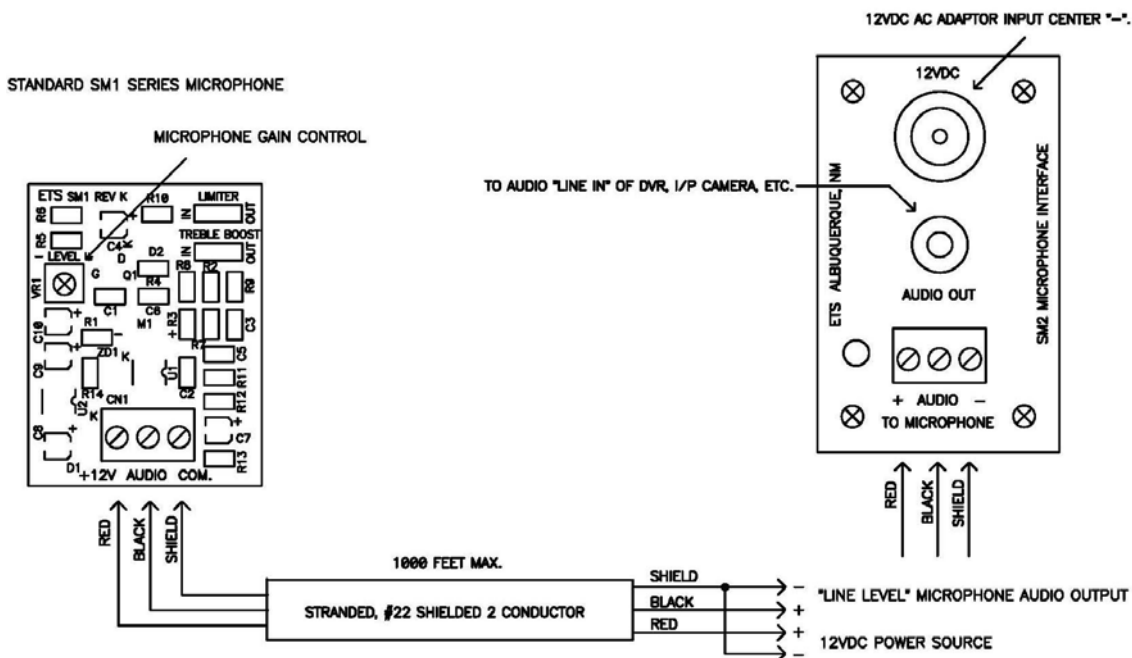 12VDC AC ADAPTOR INPUT CENTER "-".
STANDARD SM1 SERIES MICROPHONE
MICROPHONE GAIN CONTROL
ETS SM1 REV K
R10
LIMITER
IN
OUT
R6
C4
K
+
R5
TREBLE BOOST
IN
OUT
-
LEVEL
D
D2
VR1
G
Q1
R4
R8
R2
R9
C1
C6
M1
C10
+
R1
-
+
R3
R7
C3
ZD1
K
C5
C9
+
U1
R11
R14
C2
U2
CN1
K
R12
C8
+
+
C7
D1
R13
+12V AUDIO COM.
RED
BLACK
SHIELD
1000 FEET MAX.
STRANDED, #22 SHIELDED 2 CONDUCTOR
SHIELD
BLACK
RED
- "LINE LEVEL" MICROPHONE AUDIO OUTPUT
+
+ 12VDC POWER SOURCE
-
12VDC
TO AUDIO "LINE IN" OF DVR, I/P CAMERA, ETC.
ETS ALBUQUERQUE, NM
SM2 MICROPHONE INTERFACE
AUDIO OUT
+ AUDIO -
TO MICROPHONE
RED
BLACK
SHIELD